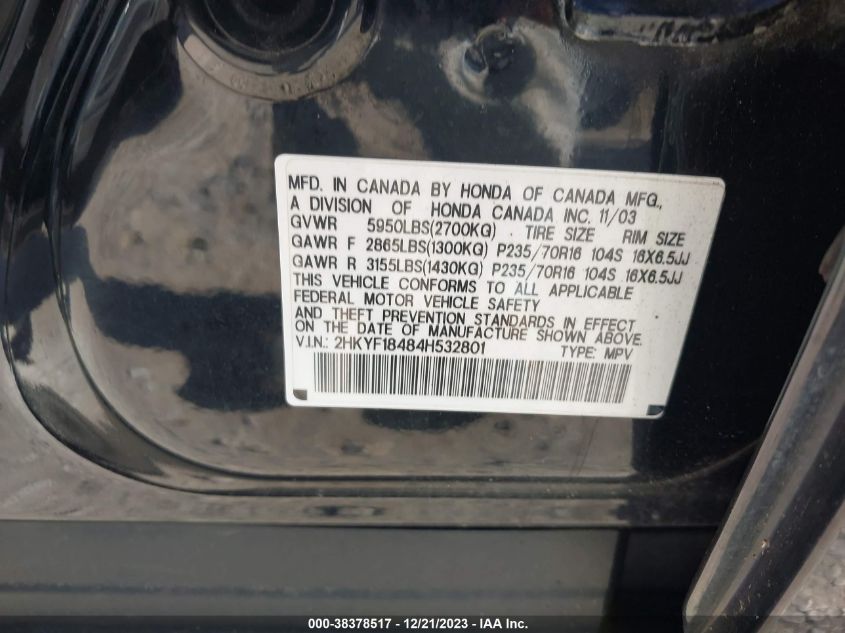 MFD. IN CANADA BY HONDA OF CANADA MFG.,
A DIVISION OF HONDA CANADA INC. 11/03
GVWR 5950LBS(2700KG) TIRE SIZE RIM SIZE
GAWR F 2865LBS(1300KG) P235/70R16 104S 16X6.5JJ
GAWR R 3155LBS(1430KG) P235/70R16 104S 16X6.5JJ
THIS VEHICLE CONFORMS TO ALL APPLICABLE
FEDERAL MOTOR VEHICLE SAFETY
AND THEFT PREVENTION STANDARDS IN EFFECT
ON THE DATE OF MANUFACTURE SHOWN ABOVE.
V.I.N.: 2HKYF18484H532801 TYPE: MPV
000-38378517 - 12/21/2023 - IAA Inc.